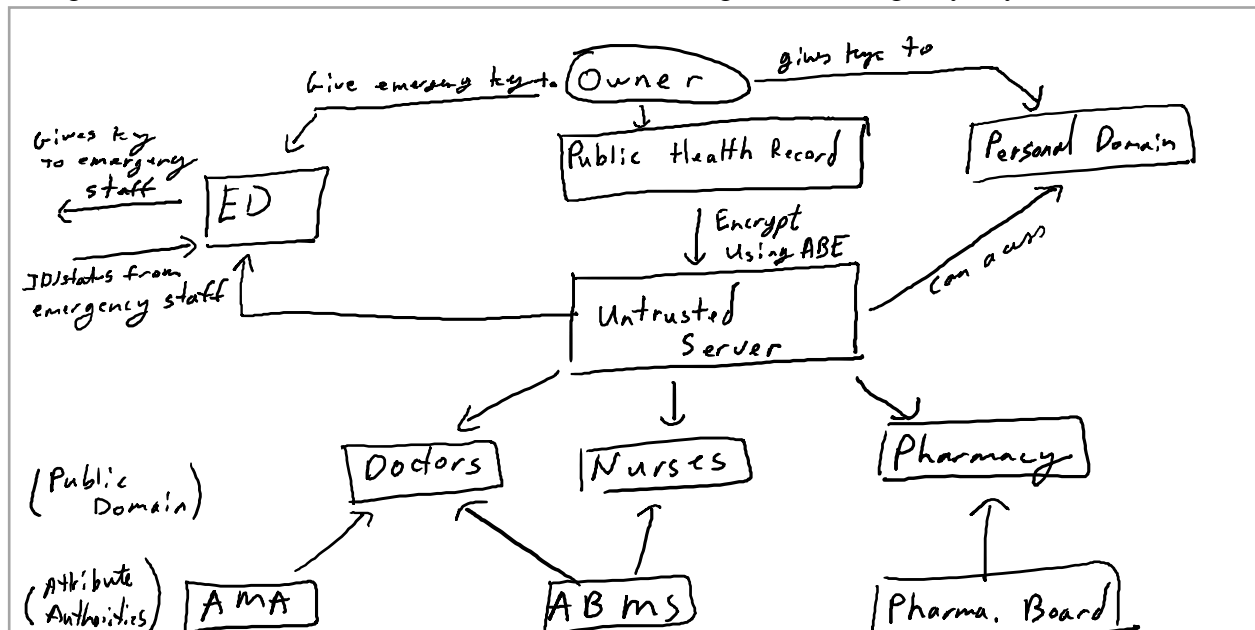 Give emergency key to
Owner
gives keys to
Gives key
to emergency
staff
Public Health Record
Personal Domain
ED
Encrypt
Using ABE
ID/status from
emergency staff
Can access
Untrusted
Server
Doctors
Nurses
Pharmacy
(Public
Domain)
(Attribute
Authorities)
AMA
ABMS
Pharma. Board